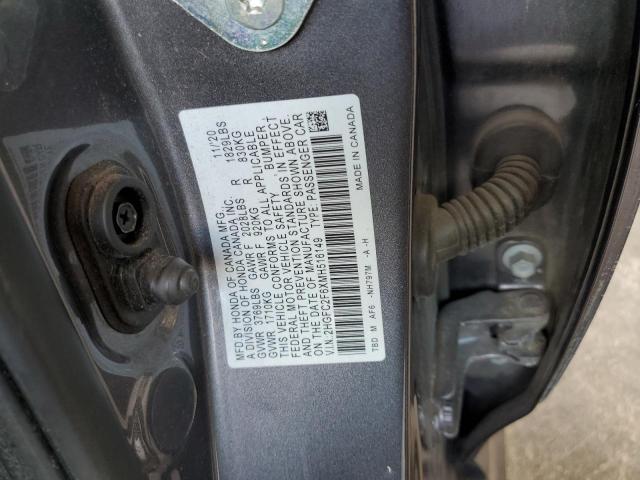 MFD.BY HONDA OF CANADA MFG. 11/20
A DIVISION OF HONDA CANADA INC.
GVWR 3769LBS GAWR F 2028LBS R 1829LBS
GVWR 1710KG GAWR F 920KG R 830KG
THIS VEHICLE CONFORMS TO ALL APPLICABLE
FEDERAL MOTOR VEHICLE SAFETY BUMPER,
AND THEFT PREVENTION STANDARDS IN EFFECT
ON THE DATE OF MANUFACTURE SHOWN ABOVE.
V.I.N.:2HGFC2F6XMH516149 TYPE: PASSENGER CAR
TBD M AF6 -NH797M -A -H
MADE IN CANADA